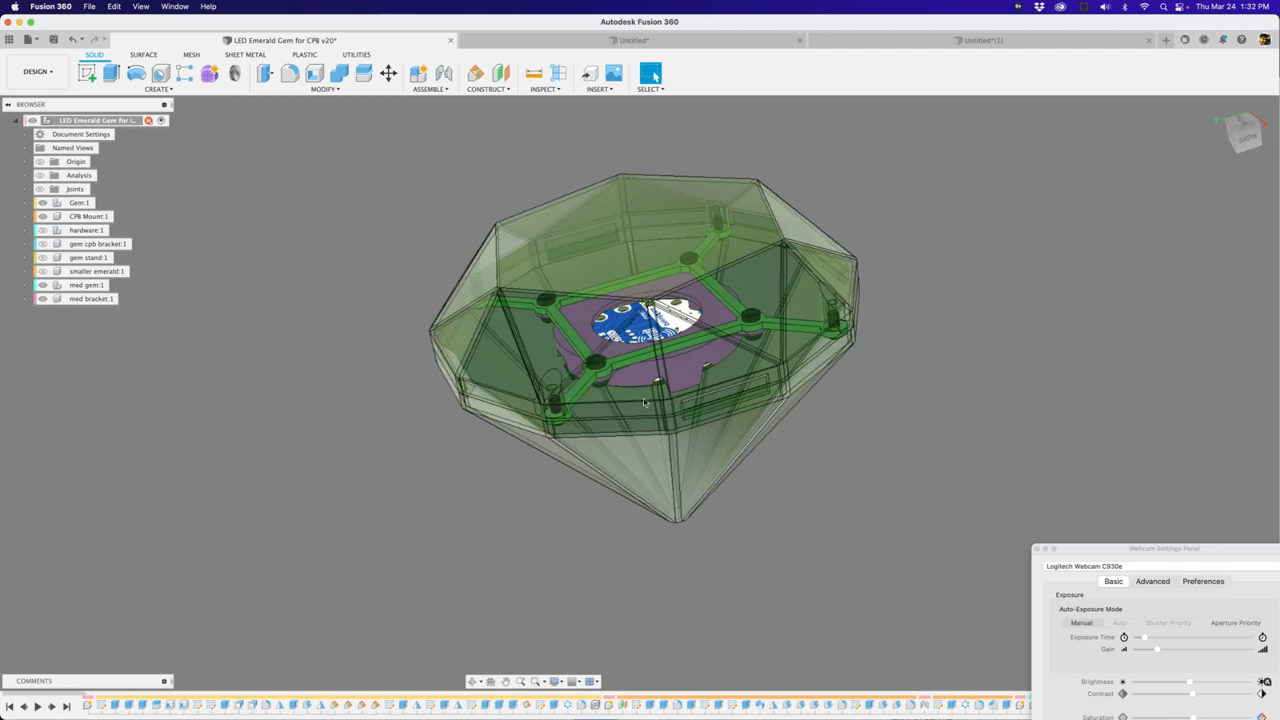 Fusion 360 File Edit View Window Help Thu Mar 24 1:32 PM
Autodesk Fusion 360
LED Emerald Gem for CPB v20*
Untitled*
Untitled*(1)
SOLID SURFACE MESH SHEET METAL PLASTIC UTILITIES
DESIGN
CREATE MODIFY ASSEMBLE CONSTRUCT INSPECT INSERT SELECT
BROWSER
LED Emerald Gem for
Document Settings
Named Views
Origin
Analysis
Joints
Gem:1
CPB Mount:1
hardware:1
gem cpb bracket:1
gem stand:1
smaller emerald:1
med gem:1
med bracket:1
Webcam Settings Panel
Logitech Webcam C930e
Basic Advanced Preferences
Exposure
Auto-Exposure Mode
Manual Auto Shutter Priority Aperture Priority
Exposure Time
Gain
Brightness
Contrast
Saturation
COMMENTS